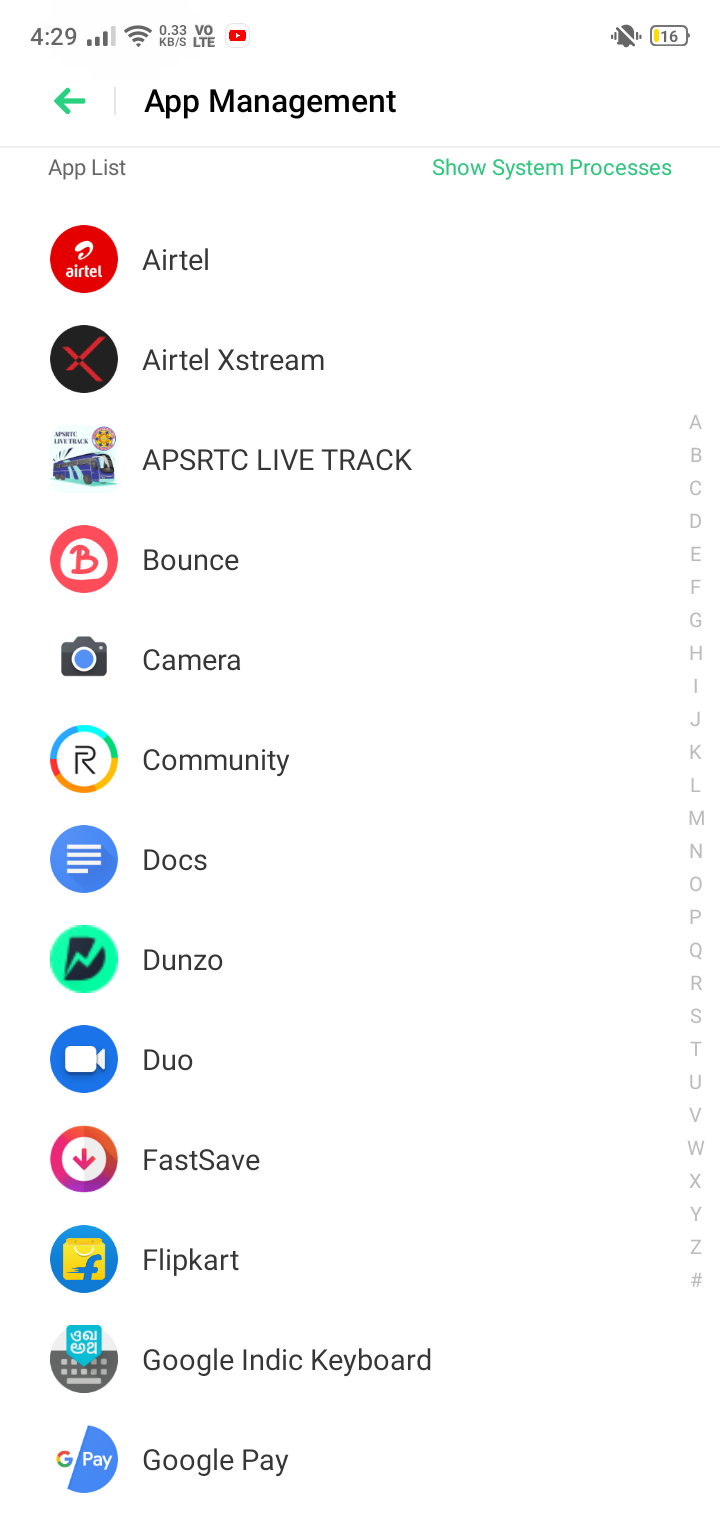 4:29 0.33 KB/S VO LTE 16
App Management
App List Show System Processes
airtel Airtel
Airtel Xstream
APSRTC LIVE TRACK APSRTC LIVE TRACK
B Bounce
Camera
R Community
Docs
Dunzo
Duo
FastSave
Flipkart
Google Indic Keyboard
G Pay Google Pay
A
B
C
D
E
F
G
H
I
J
K
L
M
N
O
P
Q
R
S
T
U
V
W
X
Y
Z
#